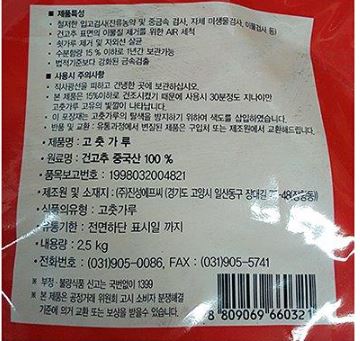 ■ 제품특성
• 철저한 입고검사(잔류농약 및 중금속 검사, 자체 미생물검사, 이물검사 등)
• 건고추 표면의 이물질 제거를 위한 AIR 세척
• 쇳가루 제거 및 자외선 살균
• 수분함량 15 % 이하로 1년간 보관가능
• 법적기준보다 강화된 금속검출
■ 사용시 주의사항
• 직사광선을 피하고 건냉한 곳에 보관하십시오.
• 본 제품은 15%이하로 건조시켰기 때문에 사용시 30분정도 지나야만
고춧가루 고유의 빛깔이 나타납니다.
• 이 포장재는 고춧가루의 탈색을 방지하기 위하여 색도를 삽입하였습니다.
• 반품 및 교환 : 유통과정에서 변질된 제품은 구입처 또는 제조원에서 교환해드립니다.
• 제품명 : 고 춧 가 루
• 원료명 : 건고추 중국산 100 %
• 품목보고번호 : 1998032004821
• 제조원 및 소재지 : (주)진성에프씨 (경기도 고양시 일산동구 장대길 -48(장항동))
• 식품의유형 : 고춧가루
• 유통기한 : 전면하단 표시일 까지
• 내용량 : 2.5 kg
• 전화번호 : (031)905-0086, FAX : (031)905-5741
※ 부정 · 불량식품 신고는 국번없이 1399
※ 본 제품은 공정거래 위원회 고시 소비자 분쟁해결
기준에 의거 교환 또는 보상을 받을수 있습니다.
8 809069 660321